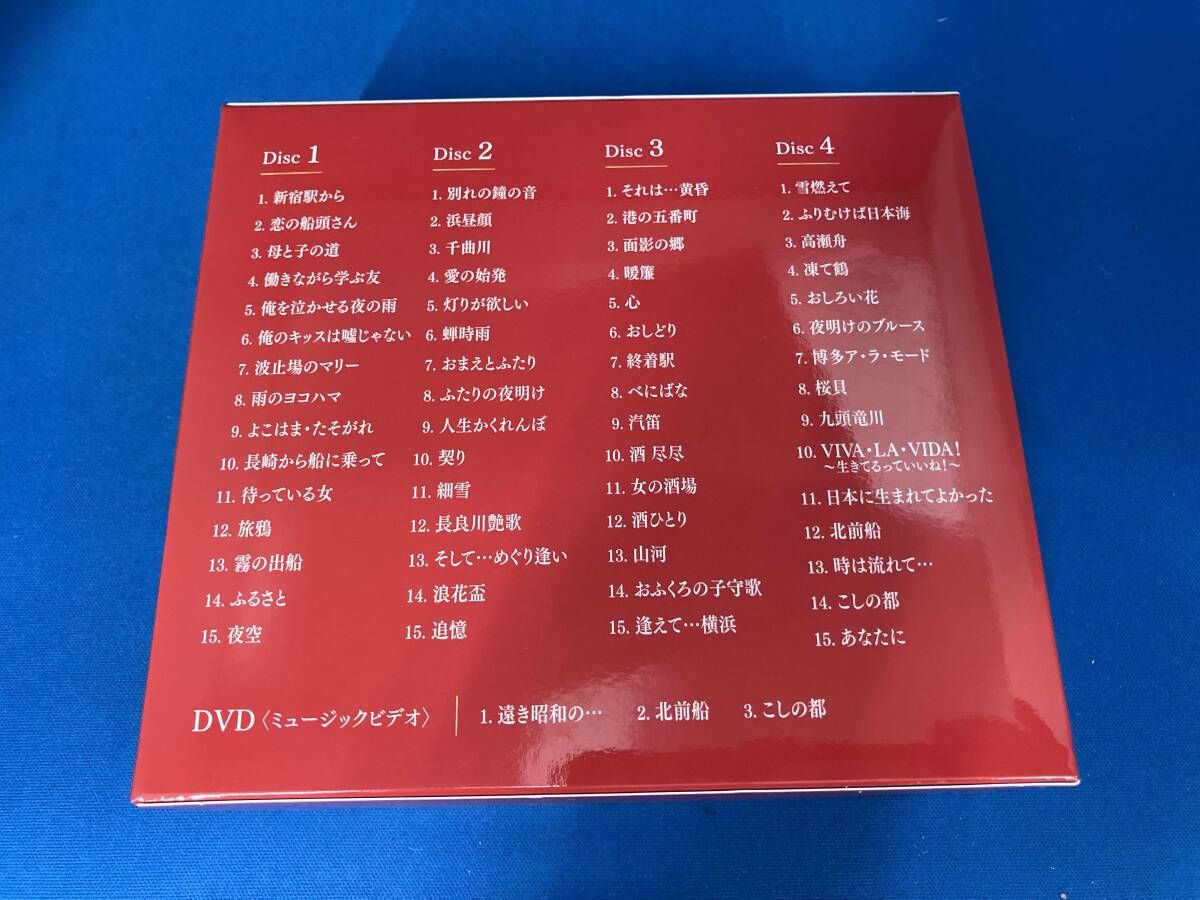 Disc 1
1. 新宿駅から
2. 恋の船頭さん
3. 母と子の道
4. 働きながら学ぶ友
5. 俺を泣かせる夜の雨
6. 俺のキッスは嘘じゃない
7. 波止場のマリー
8. 雨のヨコハマ
9. よこはま・たそがれ
10. 長崎から船に乗って
11. 待っている女
12. 旅鴉
13. 霧の出船
14. ふるさと
15. 夜空
Disc 2
1. 別れの鐘の音
2. 浜昼顔
3. 千曲川
4. 愛の始発
5. 灯りが欲しい
6. 蝉時雨
7. おまえとふたり
8. ふたりの夜明け
9. 人生かくれんぼ
10. 契り
11. 細雪
12. 長良川艶歌
13. そして…めぐり逢い
14. 浪花盃
15. 追憶
Disc 3
1. それは…黄昏
2. 港の五番町
3. 面影の郷
4. 暖簾
5. 心
6. おしどり
7. 終着駅
8. べにばな
9. 汽笛
10. 酒 尽尽
11. 女の酒場
12. 酒ひとり
13. 山河
14. おふくろの子守歌
15. 逢えて…横浜
Disc 4
1. 雪燃えて
2. ふりむけば日本海
3. 高瀬舟
4. 凍て鶴
5. おしろい花
6. 夜明けのブルース
7. 博多ア・ラ・モード
8. 桜貝
9. 九頭竜川
10. VIVA・LA・VIDA!
～生きてるっていいね!～
11. 日本に生まれてよかった
12. 北前船
13. 時は流れて…
14. こしの都
15. あなたに
DVD〈ミュージックビデオ〉 1. 遠き昭和の… 2. 北前船 3. こしの都